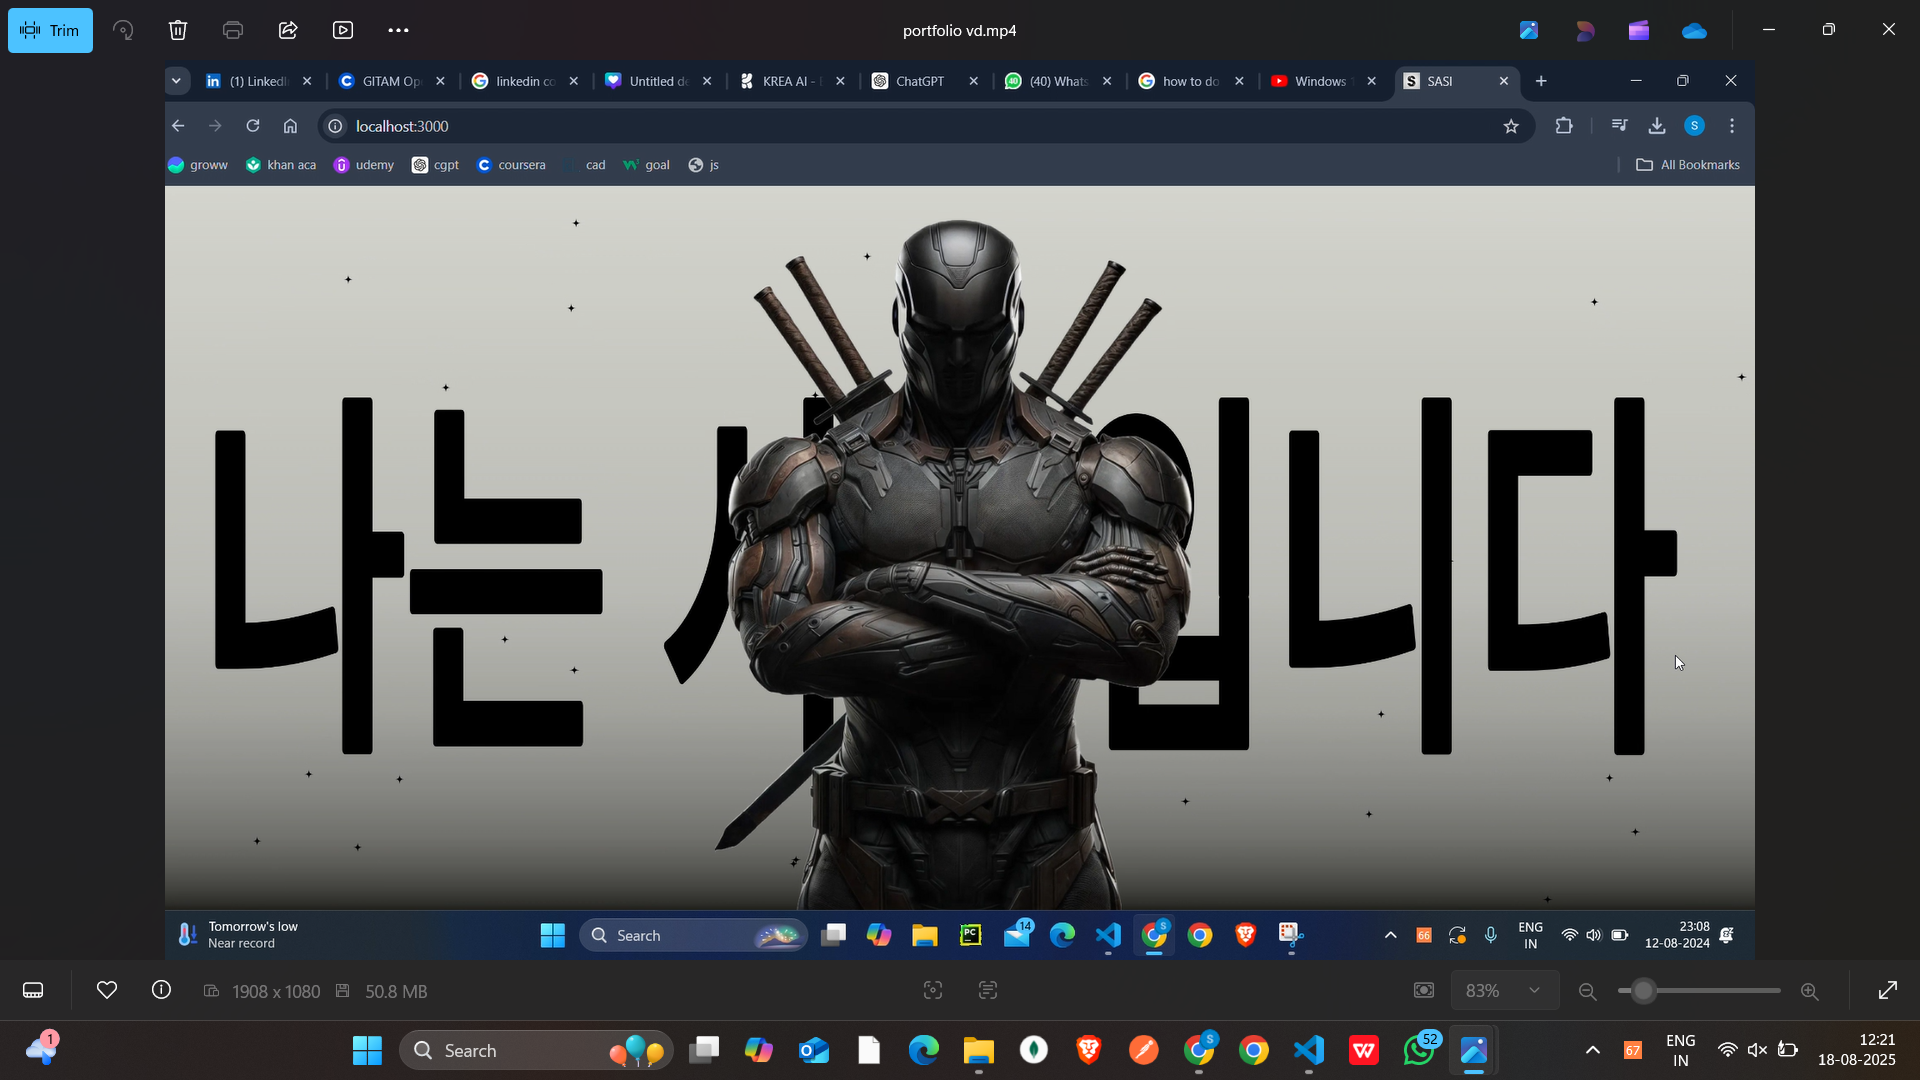 Trim
portfolio vd.mp4
(1) LinkedI
GITAM Op
linkedin co
Untitled de
KREA AI -
ChatGPT
(40) Whats
how to do
Windows
SASI
localhost:3000
S
groww
khan aca
udemy
cgpt
coursera
cad
goal
js
All Bookmarks
나는
입니다
Tomorrow's low
Near record
Search
14
66
ENG
IN
23:08
12-08-2024
1908 x 1080
50.8 MB
83%
1
Search
52
67
ENG
IN
12:21
18-08-2025